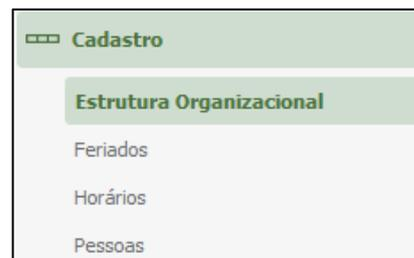 Cadastro
Estrutura Organizacional
Feriados
Horários
Pessoas